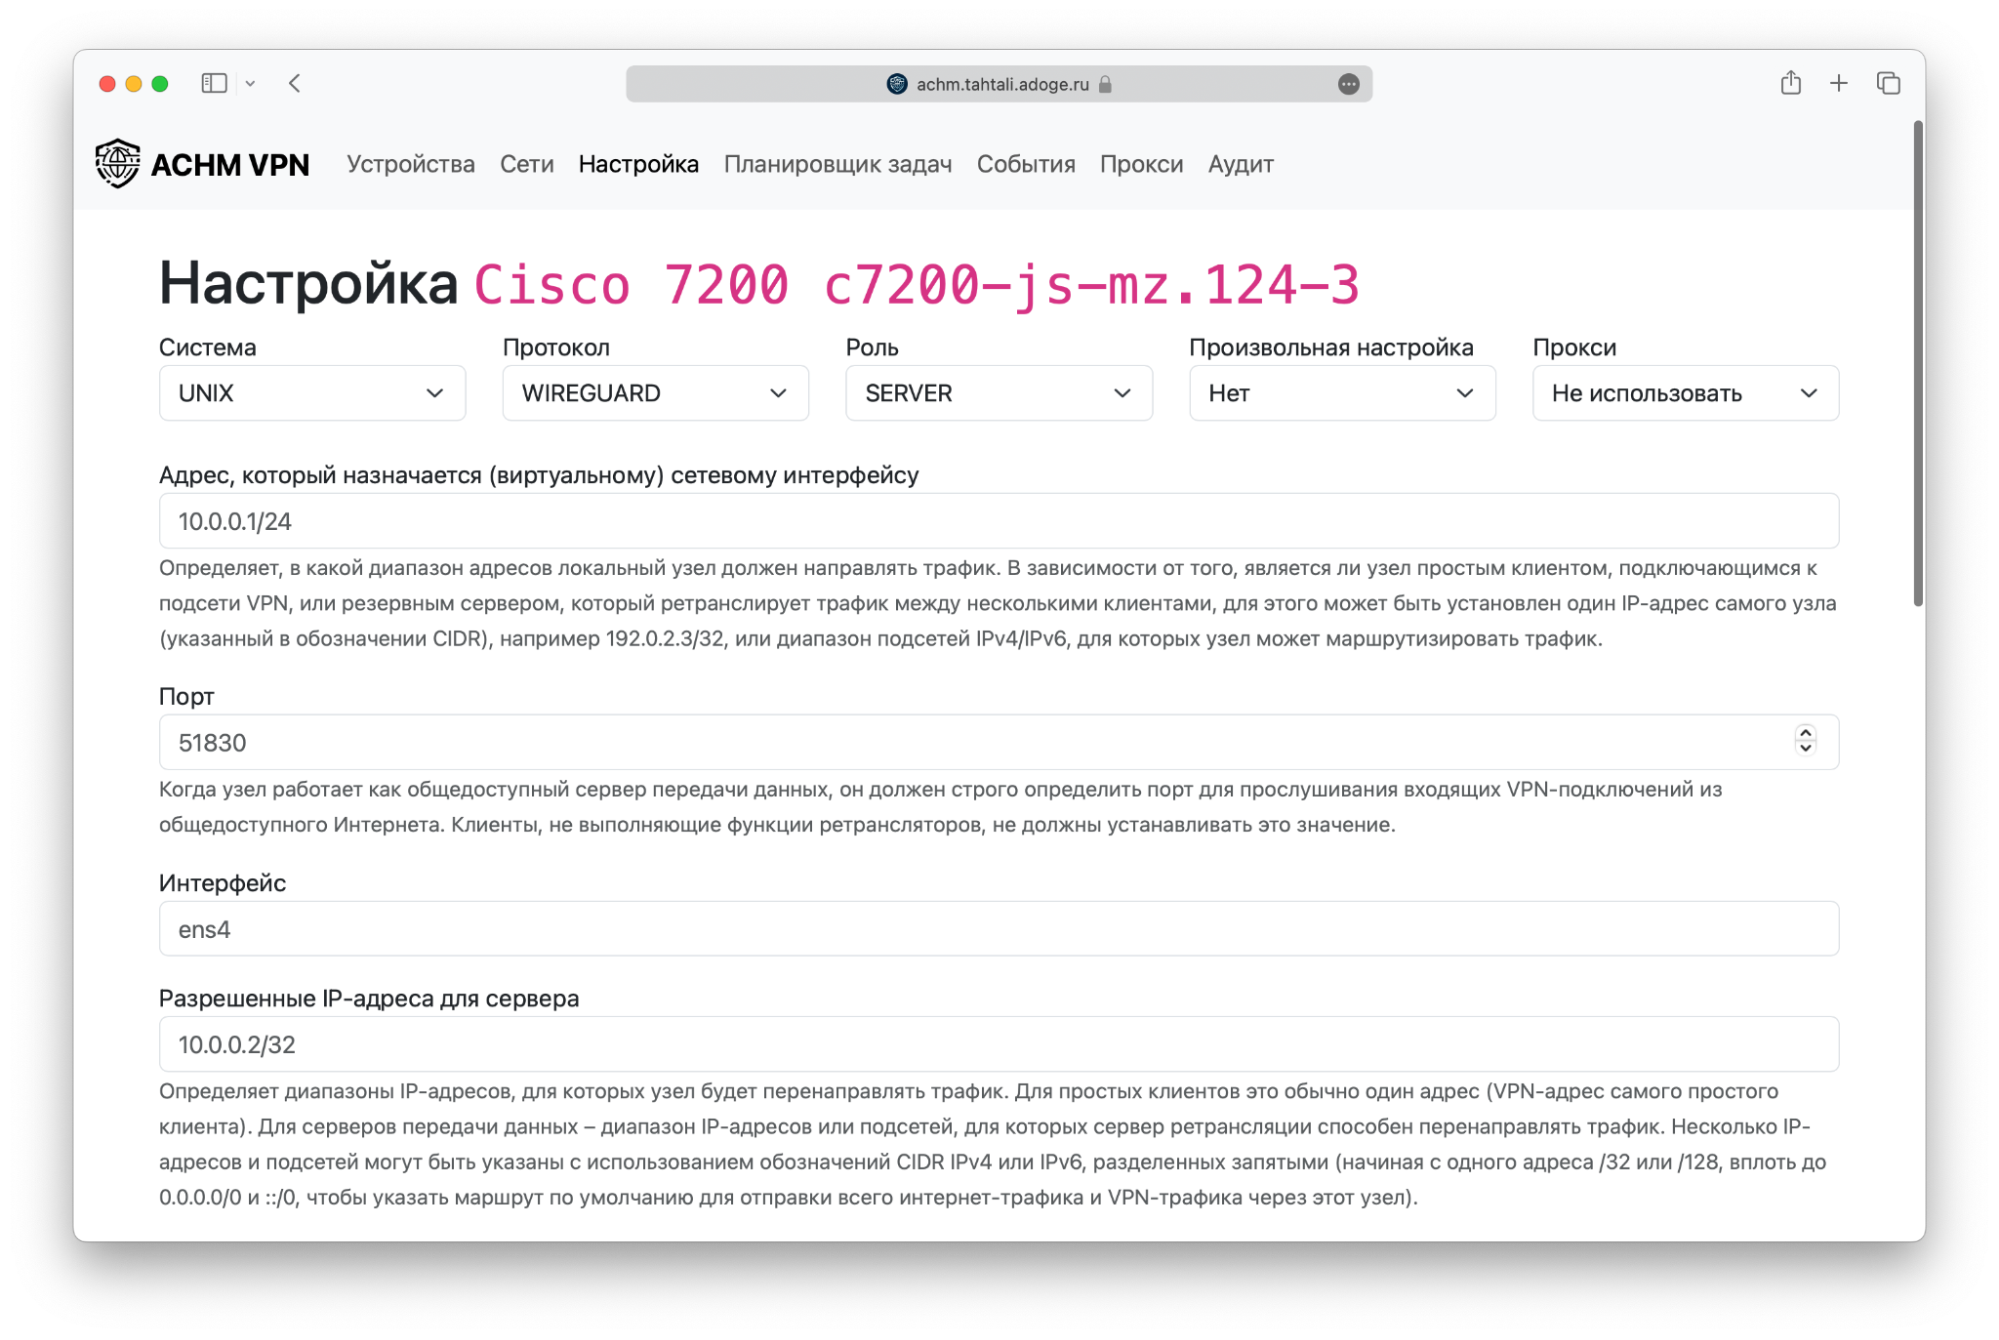 achm.tahtali.adoge.ru
ACHM VPN
Устройства
Сети
Настройка
Планировщик задач
События
Прокси
Аудит
Настройка Cisco 7200 c7200-js-mz.124-3
Система
Протокол
Роль
Произвольная настройка
Прокси
UNIX
WIREGUARD
SERVER
Нет
Не использовать
Адрес, который назначается (виртуальному) сетевому интерфейсу
10.0.0.1/24
Определяет, в какой диапазон адресов локальный узел должен направлять трафик. В зависимости от того, является ли узел простым клиентом, подключающимся к
подсети VPN, или резервным сервером, который ретранслирует трафик между несколькими клиентами, для этого может быть установлен один IP-адрес самого узла
(указанный в обозначении CIDR), например 192.0.2.3/32, или диапазон подсетей IPv4/IPv6, для которых узел может маршрутизировать трафик.
Порт
51830
Когда узел работает как общедоступный сервер передачи данных, он должен строго определить порт для прослушивания входящих VPN-подключений из
общедоступного Интернета. Клиенты, не выполняющие функции ретрансляторов, не должны устанавливать это значение.
Интерфейс
ens4
Разрешенные IP-адреса для сервера
10.0.0.2/32
Определяет диапазоны IP-адресов, для которых узел будет перенаправлять трафик. Для простых клиентов это обычно один адрес (VPN-адрес самого простого
клиента). Для серверов передачи данных – диапазон IP-адресов или подсетей, для которых сервер ретрансляции способен перенаправлять трафик. Несколько IP-
адресов и подсетей могут быть указаны с использованием обозначений CIDR IPv4 или IPv6, разделенных запятыми (начиная с одного адреса /32 или /128, вплоть до
0.0.0.0/0 и ::/0, чтобы указать маршрут по умолчанию для отправки всего интернет-трафика и VPN-трафика через этот узел).